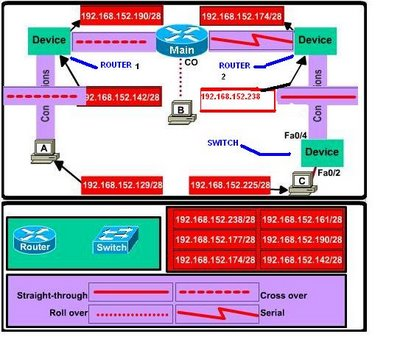 192.168.152.190/28
192.168.152.174/28
Device
Main
Device
CO
ROUTER 1
ROUTER 2
192.168.152.142/28
192.168.152.238
B
SWITCH
Fa0/4
A
Device
Fa0/2
C
192.168.152.129/28
192.168.152.225/28
192.168.152.238/28
192.168.152.161/28
Router
Switch
192.168.152.177/28
192.168.152.190/28
192.168.152.174/28
192.168.152.142/28
Straight-through
Cross over
Roll over
Serial